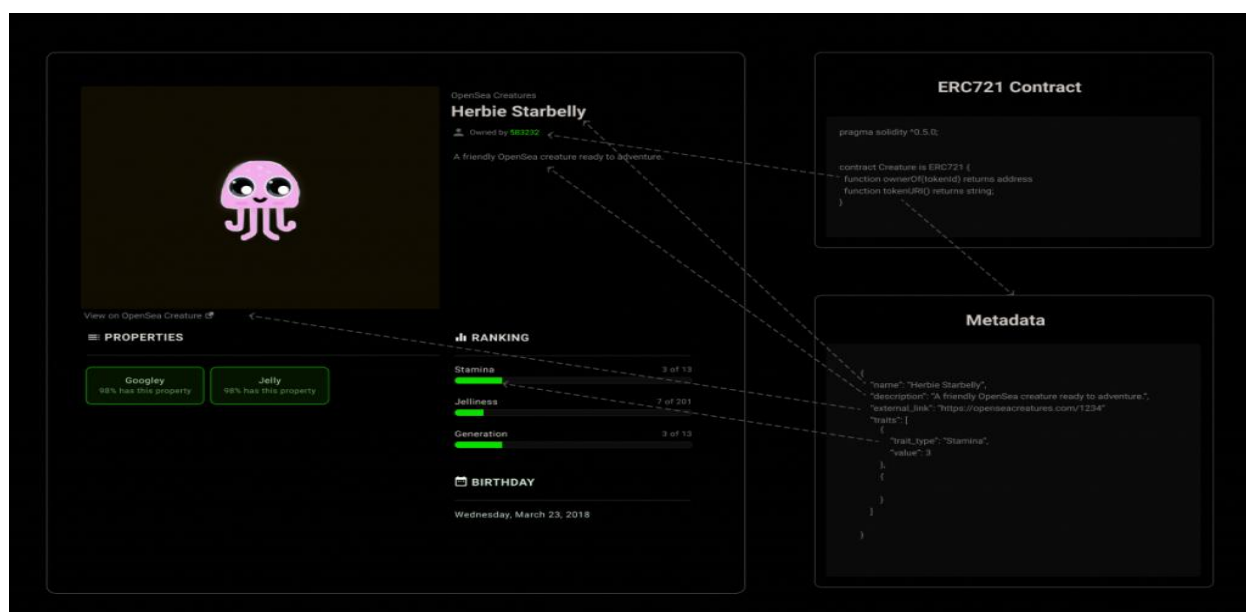 OpenSea Creatures
Herbie Starbelly
Owned by 583232
A friendly OpenSea creature ready to adventure.
View on OpenSea Creature
PROPERTIES
Googley
98% has this property
Jelly
98% has this property
RANKING
Stamina 3 of 13
Jelliness 7 of 201
Generation 3 of 13
BIRTHDAY
Wednesday, March 23, 2018
ERC721 Contract
pragma solidity ^0.5.0;
contract Creature is ERC721 {
function ownerOf(tokenId) returns address
function tokenURI() returns string;
}
Metadata
{
"name": "Herbie Starbelly",
"description": "A friendly OpenSea creature ready to adventure.",
"external_link": "https://openseacreatures.com/1234"
"traits": [
{
"trait_type": "Stamina",
"value": 3
},
{
}
]
}